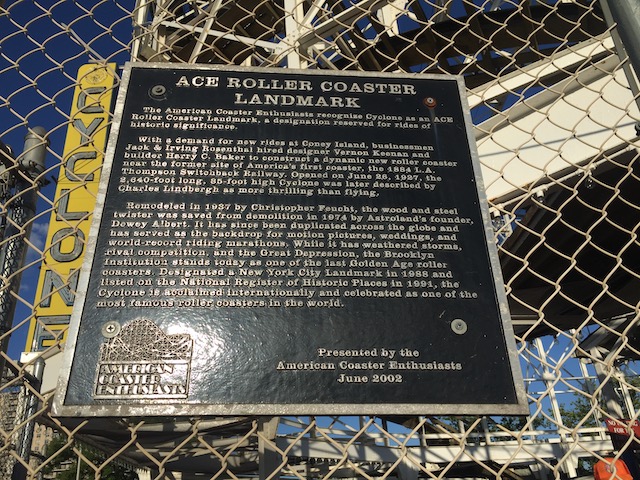 CYCLONE
ACE ROLLER COASTER
LANDMARK
The American Coaster Enthusiasts recognize Cyclone as an ACE
Roller Coaster Landmark, a designation reserved for rides of
historic significance.
With a demand for new rides at Coney Island, businessmen
Jack & Irving Rosenthal hired designer Vernon Keenan and
builder Harry C. Baker to construct a dynamic new roller coaster
near the former site of America's first coaster, the 1884 L.A.
Thompson Switchback Railway. Opened on June 26, 1927, the
2,640-foot long, 85-foot high Cyclone was later described by
Charles Lindbergh as more thrilling than flying.
Remodeled in 1937 by Christopher Feucht, the wood and steel
twister was saved from demolition in 1974 by Astroland's founder,
Dewey Albert. It has since been duplicated across the globe and
has served as the backdrop for motion pictures, weddings, and
world-record riding marathons. While it has weathered storms,
rival competition, and the Great Depression, the Brooklyn
institution stands today as one of the last Golden Age roller
coasters. Designated a New York City Landmark in 1988 and
listed on the National Register of Historic Places in 1991, the
Cyclone is acclaimed internationally and celebrated as one of the
most famous roller coasters in the world.
AMERICAN
COASTER
ENTHUSIASTS
Presented by the
American Coaster Enthusiasts
June 2002